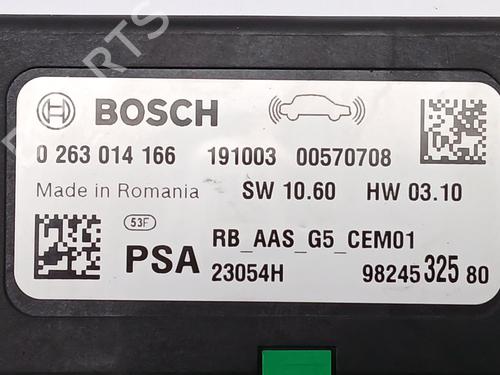 BOSCH
0 263 014 166 191003 00570708
Made in Romania SW 10.60 HW 03.10
53F
PSA RB_AAS_G5_CEM01
23054H 98245 325 80
PARTS